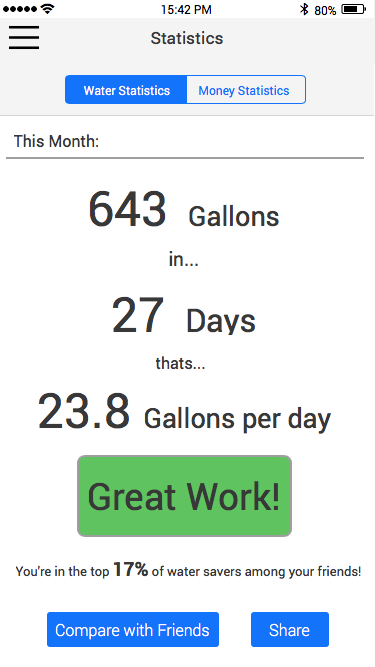 15:42 PM 80%
Statistics
Water Statistics Money Statistics
This Month:
643 Gallons
in...
27 Days
thats...
23.8 Gallons per day
Great Work!
You're in the top 17% of water savers among your friends!
Compare with Friends Share